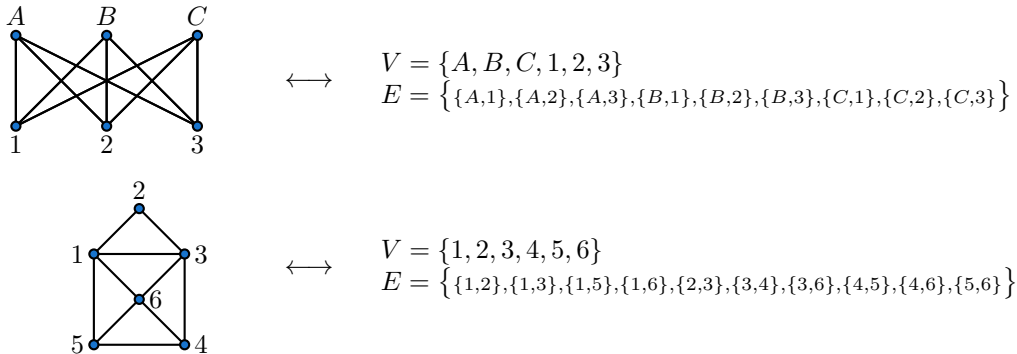 A B C
V = {A, B, C, 1, 2, 3}
⟷
E = {{A,1},{A,2},{A,3},{B,1},{B,2},{B,3},{C,1},{C,2},{C,3}}
1 2 3
2
1 3
V = {1, 2, 3, 4, 5, 6}
⟷
E = {{1,2},{1,3},{1,5},{1,6},{2,3},{3,4},{3,6},{4,5},{4,6},{5,6}}
6
5 4